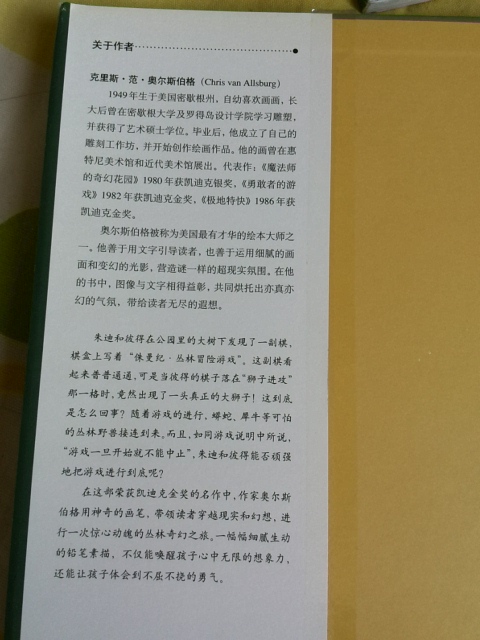 关于作者
克里斯·范·奥尔斯伯格（Chris van Allsburg）
1949年生于美国密歇根州，自幼喜欢画画，长
大后曾在密歇根大学及罗得岛设计学院学习雕塑，
并获得了艺术硕士学位。毕业后，他成立了自己的
雕刻工作坊，并开始创作绘画作品。他的画曾在惠
特尼美术馆和近代美术馆展出。代表作：《魔法师
的奇幻花园》1980年获凯迪克银奖，《勇敢者的游
戏》1982年获凯迪克金奖，《极地特快》1986年获
凯迪克金奖。
奥尔斯伯格被称为美国最有才华的绘本大师之
一。他善于用文字引导读者，也善于运用细腻的画
面和变幻的光影，营造谜一样的超现实氛围。在他
的书中，图像与文字相得益彰，共同烘托出亦真亦
幻的气氛，带给读者无尽的遐想。
朱迪和彼得在公园里的大树下发现了一副棋，
棋盒上写着“侏曼纪·丛林冒险游戏”。这副棋看
起来普普通通，可是当彼得的棋子落在“狮子进攻”
那一格时，竟然出现了一头真正的大狮子！这到底
是怎么回事？随着游戏的进行，蟒蛇、犀牛等可怕
的丛林野兽接连到来。而且，如同游戏说明中所说，
“游戏一旦开始就不能中止”，朱迪和彼得能否顽强
地把游戏进行到底呢？
在这部荣获凯迪克金奖的名作中，作家奥尔斯
伯格用神奇的画笔，带领读者穿越现实和幻想，进
行一次惊心动魄的丛林奇幻之旅。一幅幅细腻生动
的铅笔素描，不仅能唤醒孩子心中无限的想象力，
还能让孩子体会到不屈不挠的勇气。